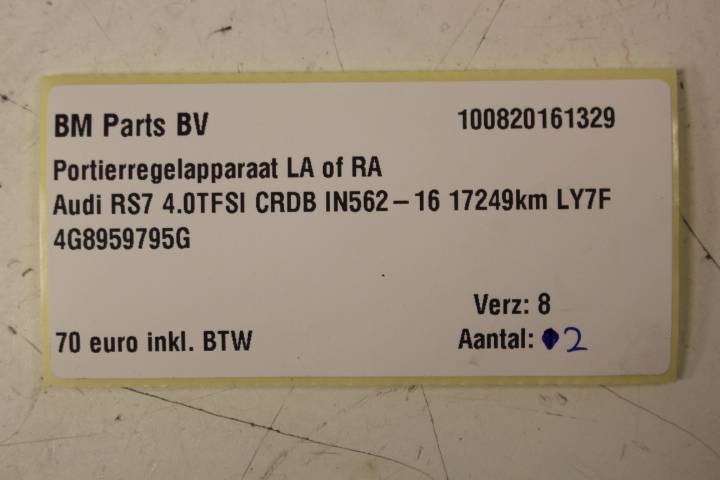 BM Parts BV 100820161329
Portierregelapparaat LA of RA
Audi RS7 4.0TFSI CRDB IN562-16 17249km LY7F
4G8959795G
Verz: 8
70 euro inkl. BTW Aantal: 2